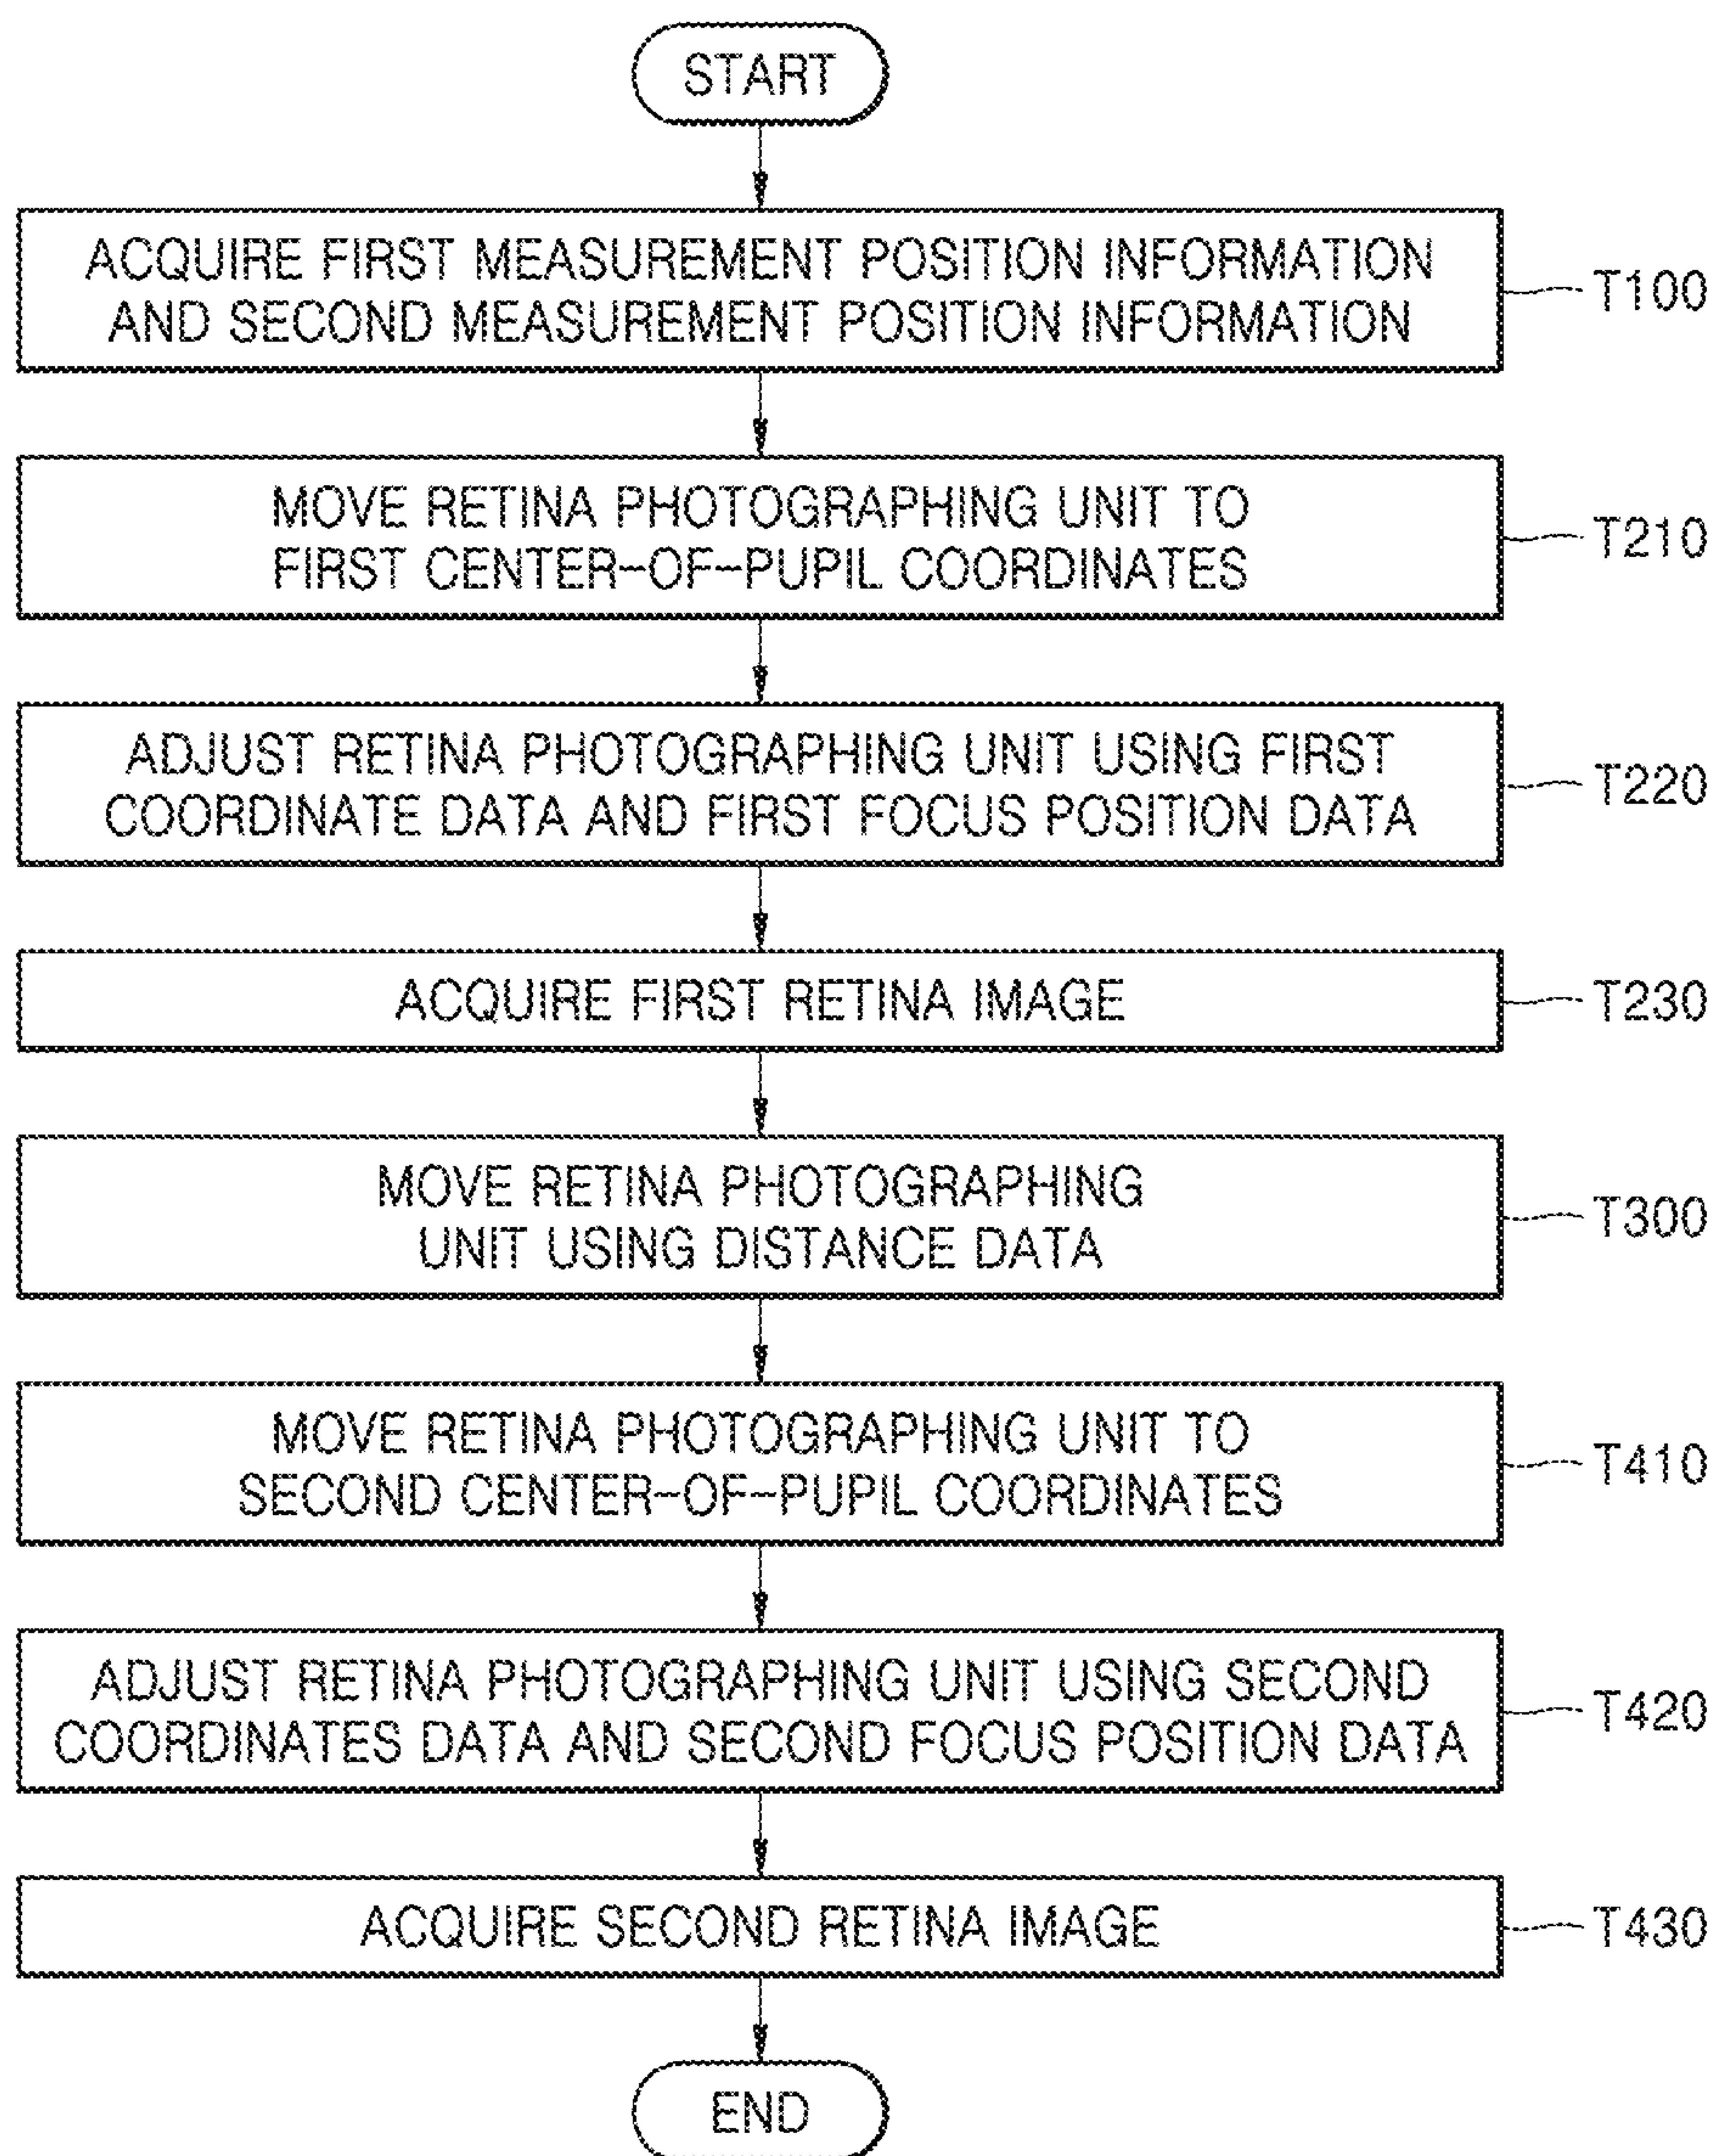 START
ACQUIRE FIRST MEASUREMENT POSITION INFORMATION
AND SECOND MEASUREMENT POSITION INFORMATION
T100
MOVE RETINA PHOTOGRAPHING UNIT TO
FIRST CENTER-OF-PUPIL COORDINATES
T210
ADJUST RETINA PHOTOGRAPHING UNIT USING FIRST
COORDINATE DATA AND FIRST FOCUS POSITION DATA
T220
ACQUIRE FIRST RETINA IMAGE
T230
MOVE RETINA PHOTOGRAPHING
UNIT USING DISTANCE DATA
T300
MOVE RETINA PHOTOGRAPHING UNIT TO
SECOND CENTER-OF-PUPIL COORDINATES
T410
ADJUST RETINA PHOTOGRAPHING UNIT USING SECOND
COORDINATES DATA AND SECOND FOCUS POSITION DATA
T420
ACQUIRE SECOND RETINA IMAGE
T430
END